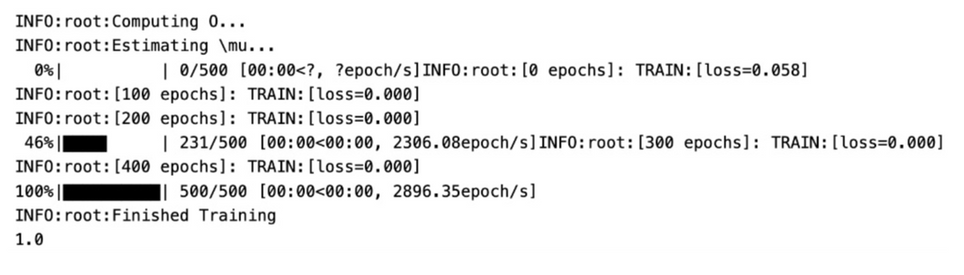 INFO:root:Computing O...
INFO:root:Estimating \mu...
0%| | 0/500 [00:00<?, ?epoch/s]INFO:root:[0 epochs]: TRAIN:[loss=0.058]
INFO:root:[100 epochs]: TRAIN:[loss=0.000]
INFO:root:[200 epochs]: TRAIN:[loss=0.000]
46%|████ | 231/500 [00:00<00:00, 2306.08epoch/s]INFO:root:[300 epochs]: TRAIN:[loss=0.000]
INFO:root:[400 epochs]: TRAIN:[loss=0.000]
100%|██████████| 500/500 [00:00<00:00, 2896.35epoch/s]
INFO:root:Finished Training
1.0